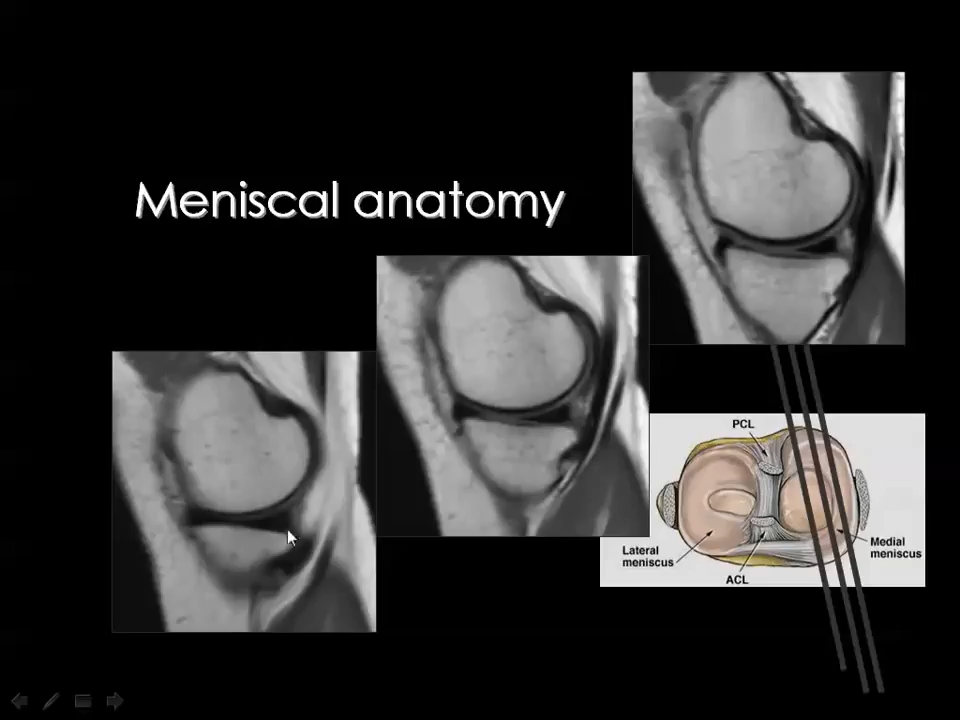 Meniscal anatomy
PCL
Lateral
meniscus
Medial
meniscus
ACL